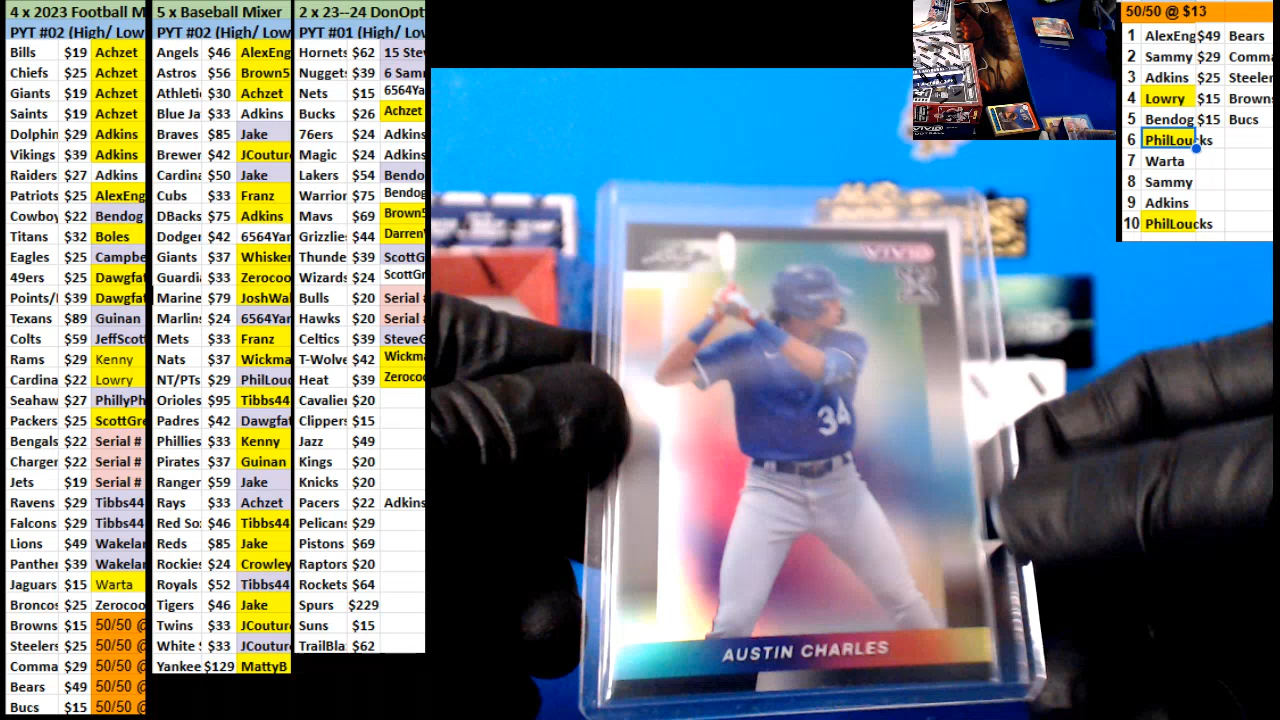 4 x 2023 Football M
PYT #02 (High/ Low
Bills $19 Achzet
Chiefs $25 Achzet
Giants $19 Achzet
Saints $19 Achzet
Dolphin $29 Adkins
Vikings $39 Adkins
Raiders $27 Adkins
Patriots $25 AlexEng
Cowboy $22 Bendog
Titans $32 Boles
Eagles $25 Campbe
49ers $25 Dawgfat
Points/ $39 Dawgfat
Texans $89 Guinan
Colts $59 JeffScot
Rams $29 Kenny
Cardina $22 Lowry
Seahaw $27 PhillyPh
Packers $25 ScottGre
Bengals $22 Serial #
Charger $22 Serial #
Jets $19 Serial #
Ravens $29 Tibbs44
Falcons $29 Tibbs44
Lions $49 Wakelar
Panther $39 Wakelar
Jaguars $15 Warta
Broncos $25 Zerocoo
Browns $15 50/50 @
Steelers $25 50/50 @
Comma $29 50/50 @
Bears $49 50/50 @
Bucs $15 50/50 @
5 x Baseball Mixer
PYT #02 (High/ Low
Angels $46 AlexEng
Astros $56 Brown5
Athleti $30 Achzet
Blue Ja $33 Adkins
Braves $85 Jake
Brewer $42 JCouture
Cardina $50 Jake
Cubs $33 Franz
DBacks $75 Adkins
Dodger $42 6564Yar
Giants $37 Whisker
Guardi $33 Zerocoo
Marine $79 JoshWal
Marlins $24 6564Yar
Mets $33 Franz
Nats $37 Wickma
NT/PTs $29 PhilLouc
Orioles $95 Tibbs44
Padres $42 Dawgfat
Phillies $33 Kenny
Pirates $37 Guinan
Ranger $59 Jake
Rays $33 Achzet
Red So $46 Tibbs44
Reds $85 Jake
Rockies $24 Crowley
Royals $52 Tibbs44
Tigers $46 Jake
Twins $33 JCouture
White S $33 JCouture
Yankee $129 MattyB
2 x 23--24 DonOpt
PYT #01 (High/ Low
Hornets $62 15 Stev
Nuggets $39 6 Samm
Nets $15 6564Ya
Bucks $26 Achzet
76ers $24 Adkins
Magic $24 Adkins
Lakers $54 Bendo
Warrior $75 Bendog
Mavs $69 Brown5
Grizzlie $44 Darren
Thunde $39 ScottG
Wizards $24 ScottGr
Bulls $20 Serial #
Hawks $20 Serial #
Celtics $39 SteveG
T-Wolve $42 Wickma
Heat $39 Zerocoo
Cavalier $20
Clippers $15
Jazz $49
Kings $20
Knicks $20
Pacers $22 Adkins
Pelicans $29
Pistons $69
Raptors $20
Rockets $64
Spurs $229
Suns $15
TrailBla $62
VIVID
X
34
AUSTIN CHARLES
50/50 @ $13
1 AlexEng $49 Bears
2 Sammy $29 Comma
3 Adkins $25 Steeler
4 Lowry $15 Browns
5 Bendog $15 Bucs
6 PhilLoucks
7 Warta
8 Sammy
9 Adkins
10 PhilLoucks